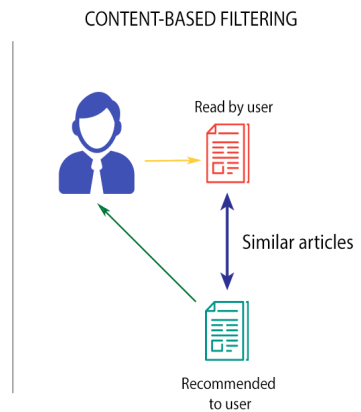 CONTENT-BASED FILTERING
Read by user
Similar articles
Recommended
to user